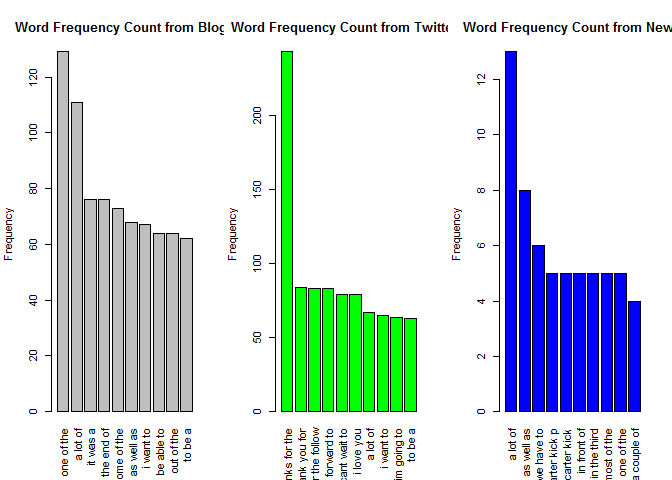 Word Frequency Count from Blog
Frequency
0
20
40
60
80
100
120
one of the
a lot of
it was a
the end of
ome of the
as well as
i want to
be able to
out of the
to be a
Word Frequency Count from Twitte
Frequency
0
50
100
150
200
nks for the
ank you for
r the follow
forward to
cant wait to
i love you
a lot of
i want to
im going to
to be a
Word Frequency Count from New
Frequency
0
2
4
6
8
10
12
a lot of
as well as
we have to
arter kick p
carter kick
in front of
in the third
most of the
one of the
a couple of